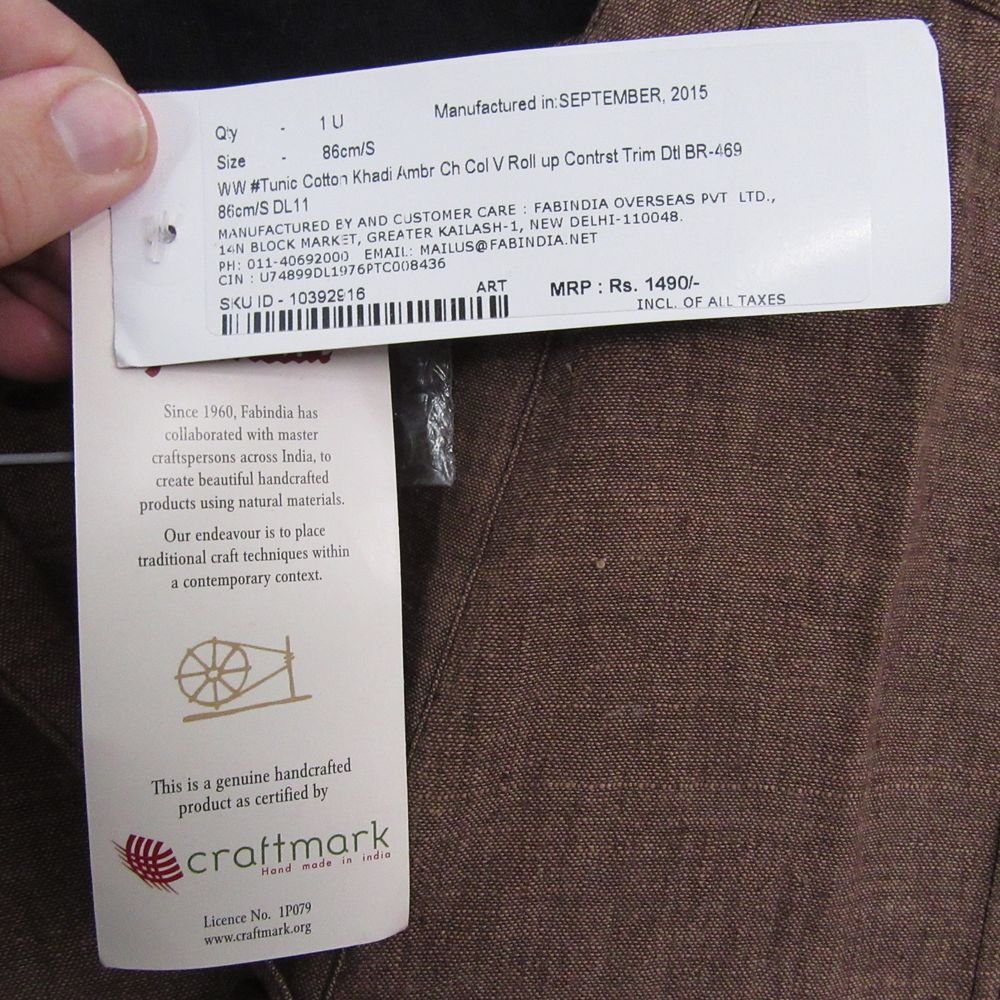 Manufactured in:SEPTEMBER, 2015
Qty - 1 U
Size - 86cm/S
WW #Tunic Cotton Khadi Ambr Ch Col V Roll up Contrst Trim Dtl BR-469
86cm/S DL11
MANUFACTURED BY AND CUSTOMER CARE : FABINDIA OVERSEAS PVT LTD.,
14N BLOCK MARKET, GREATER KAILASH-1, NEW DELHI-110048.
PH: 011-40692000 EMAIL: MAILUS@FABINDIA.NET
CIN : U74899DL1976PTC008436
SKU ID - 10392916 ART MRP : Rs. 1490/-
INCL. OF ALL TAXES
Since 1960, Fabindia has
collaborated with master
craftspersons across India, to
create beautiful handcrafted
products using natural materials.
Our endeavour is to place
traditional craft techniques within
a contemporary context.
This is a genuine handcrafted
product as certified by
craftmark
Hand made in india
Licence No. 1P079
www.craftmark.org